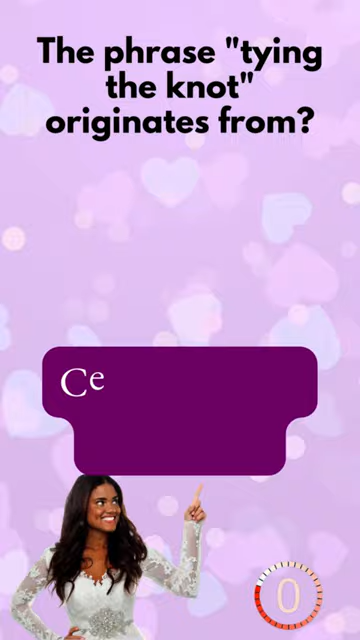 The phrase "tying
the knot"
originates from?
Ce
0